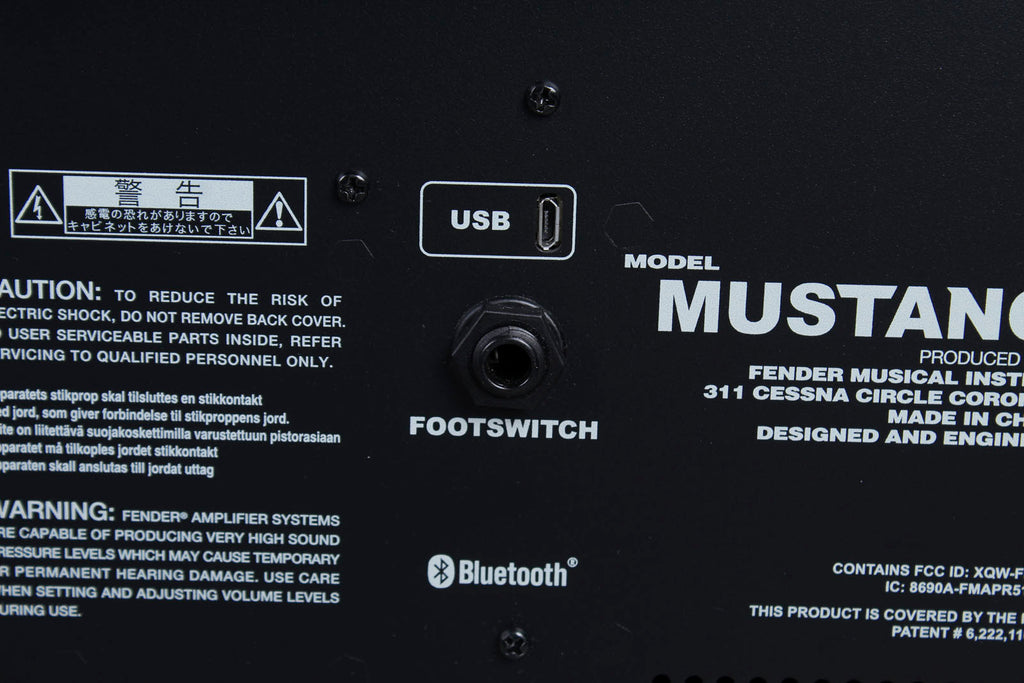 警告
感電の恐れがありますので
キャビネットをあけないで下さい
AUTION: TO REDUCE THE RISK OF
ECTRIC SHOCK, DO NOT REMOVE BACK COVER.
USER SERVICEABLE PARTS INSIDE, REFER
RVICING TO QUALIFIED PERSONNEL ONLY.
paratets stikprop skal tilsluttes en stikkontakt
ed jord, som giver forbindelse til stikproppens jord.
ite on liitettävä suojakoskettimilla varustettuun pistorasiaan
paratet må tilkoples jordet stikkontakt
paraten skall anslutas till jordat uttag
WARNING: FENDER® AMPLIFIER SYSTEMS
RE CAPABLE OF PRODUCING VERY HIGH SOUND
RESSURE LEVELS WHICH MAY CAUSE TEMPORARY
R PERMANENT HEARING DAMAGE. USE CARE
HEN SETTING AND ADJUSTING VOLUME LEVELS
URING USE.
USB
FOOTSWITCH
Bluetooth®
MODEL
MUSTANG
PRODUCED
FENDER MUSICAL INST
311 CESSNA CIRCLE CORO
MADE IN CH
DESIGNED AND ENGINE
CONTAINS FCC ID: XQW-F
IC: 8690A-FMAPR51
THIS PRODUCT IS COVERED BY THE
PATENT # 6,222,11